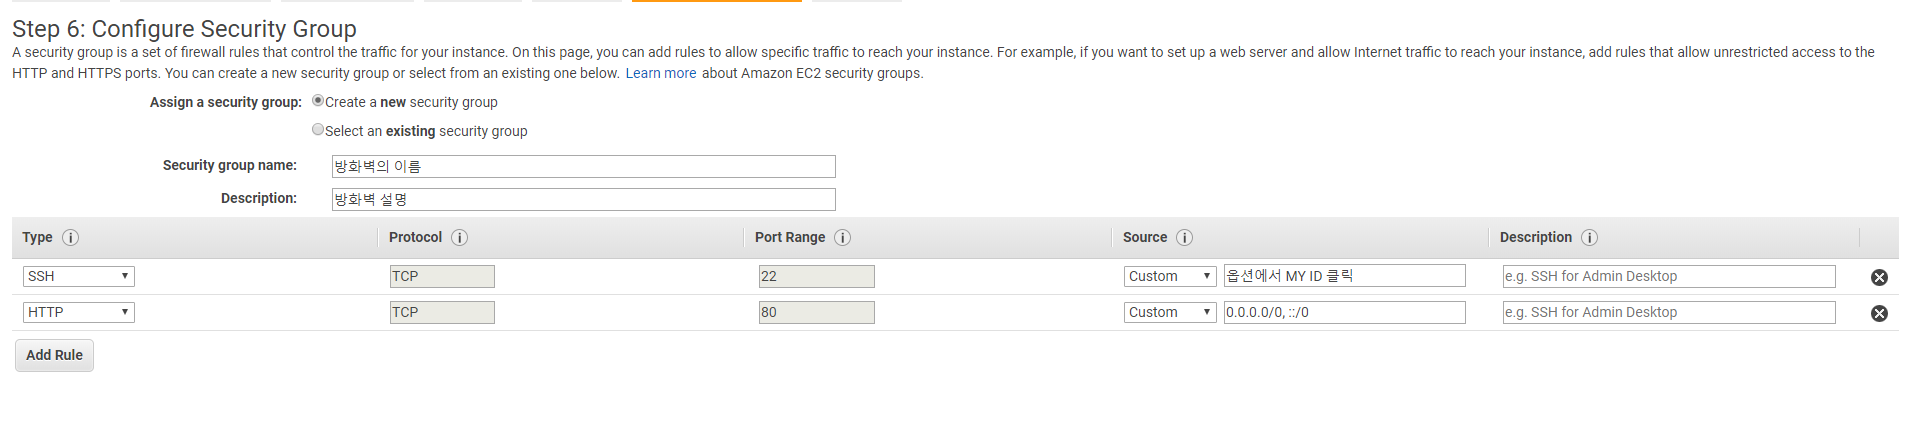 Step 6: Configure Security Group
A security group is a set of firewall rules that control the traffic for your instance. On this page, you can add rules to allow specific traffic to reach your instance. For example, if you want to set up a web server and allow Internet traffic to reach your instance, add rules that allow unrestricted access to the
HTTP and HTTPS ports. You can create a new security group or select from an existing one below. Learn more about Amazon EC2 security groups.
Assign a security group: Create a new security group
Select an existing security group
Security group name: 방화벽의 이름
Description: 방화벽 설명
Type i Protocol i Port Range i Source i Description i
SSH TCP 22 Custom 옵션에서 MY ID 클릭 e.g. SSH for Admin Desktop
HTTP TCP 80 Custom 0.0.0.0/0, ::/0 e.g. SSH for Admin Desktop
Add Rule